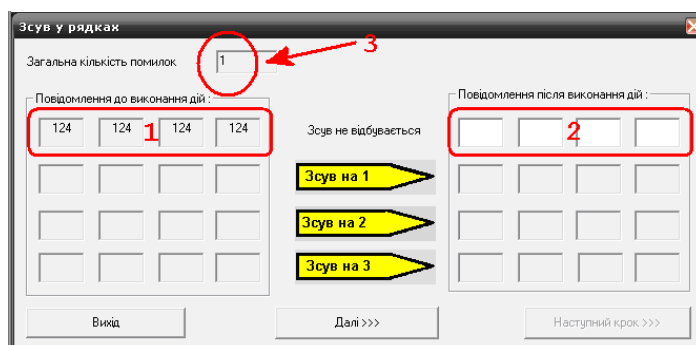 Зсув у рядках
3
Загальна кількість помилок 1
Повідомлення до виконання дій :
Повідомлення після виконання дій :
124 124 1 124 124
Зсув не відбувається
2
Зсув на 1
Зсув на 2
Зсув на 3
Вихід
Далі >>>
Наступний крок >>>